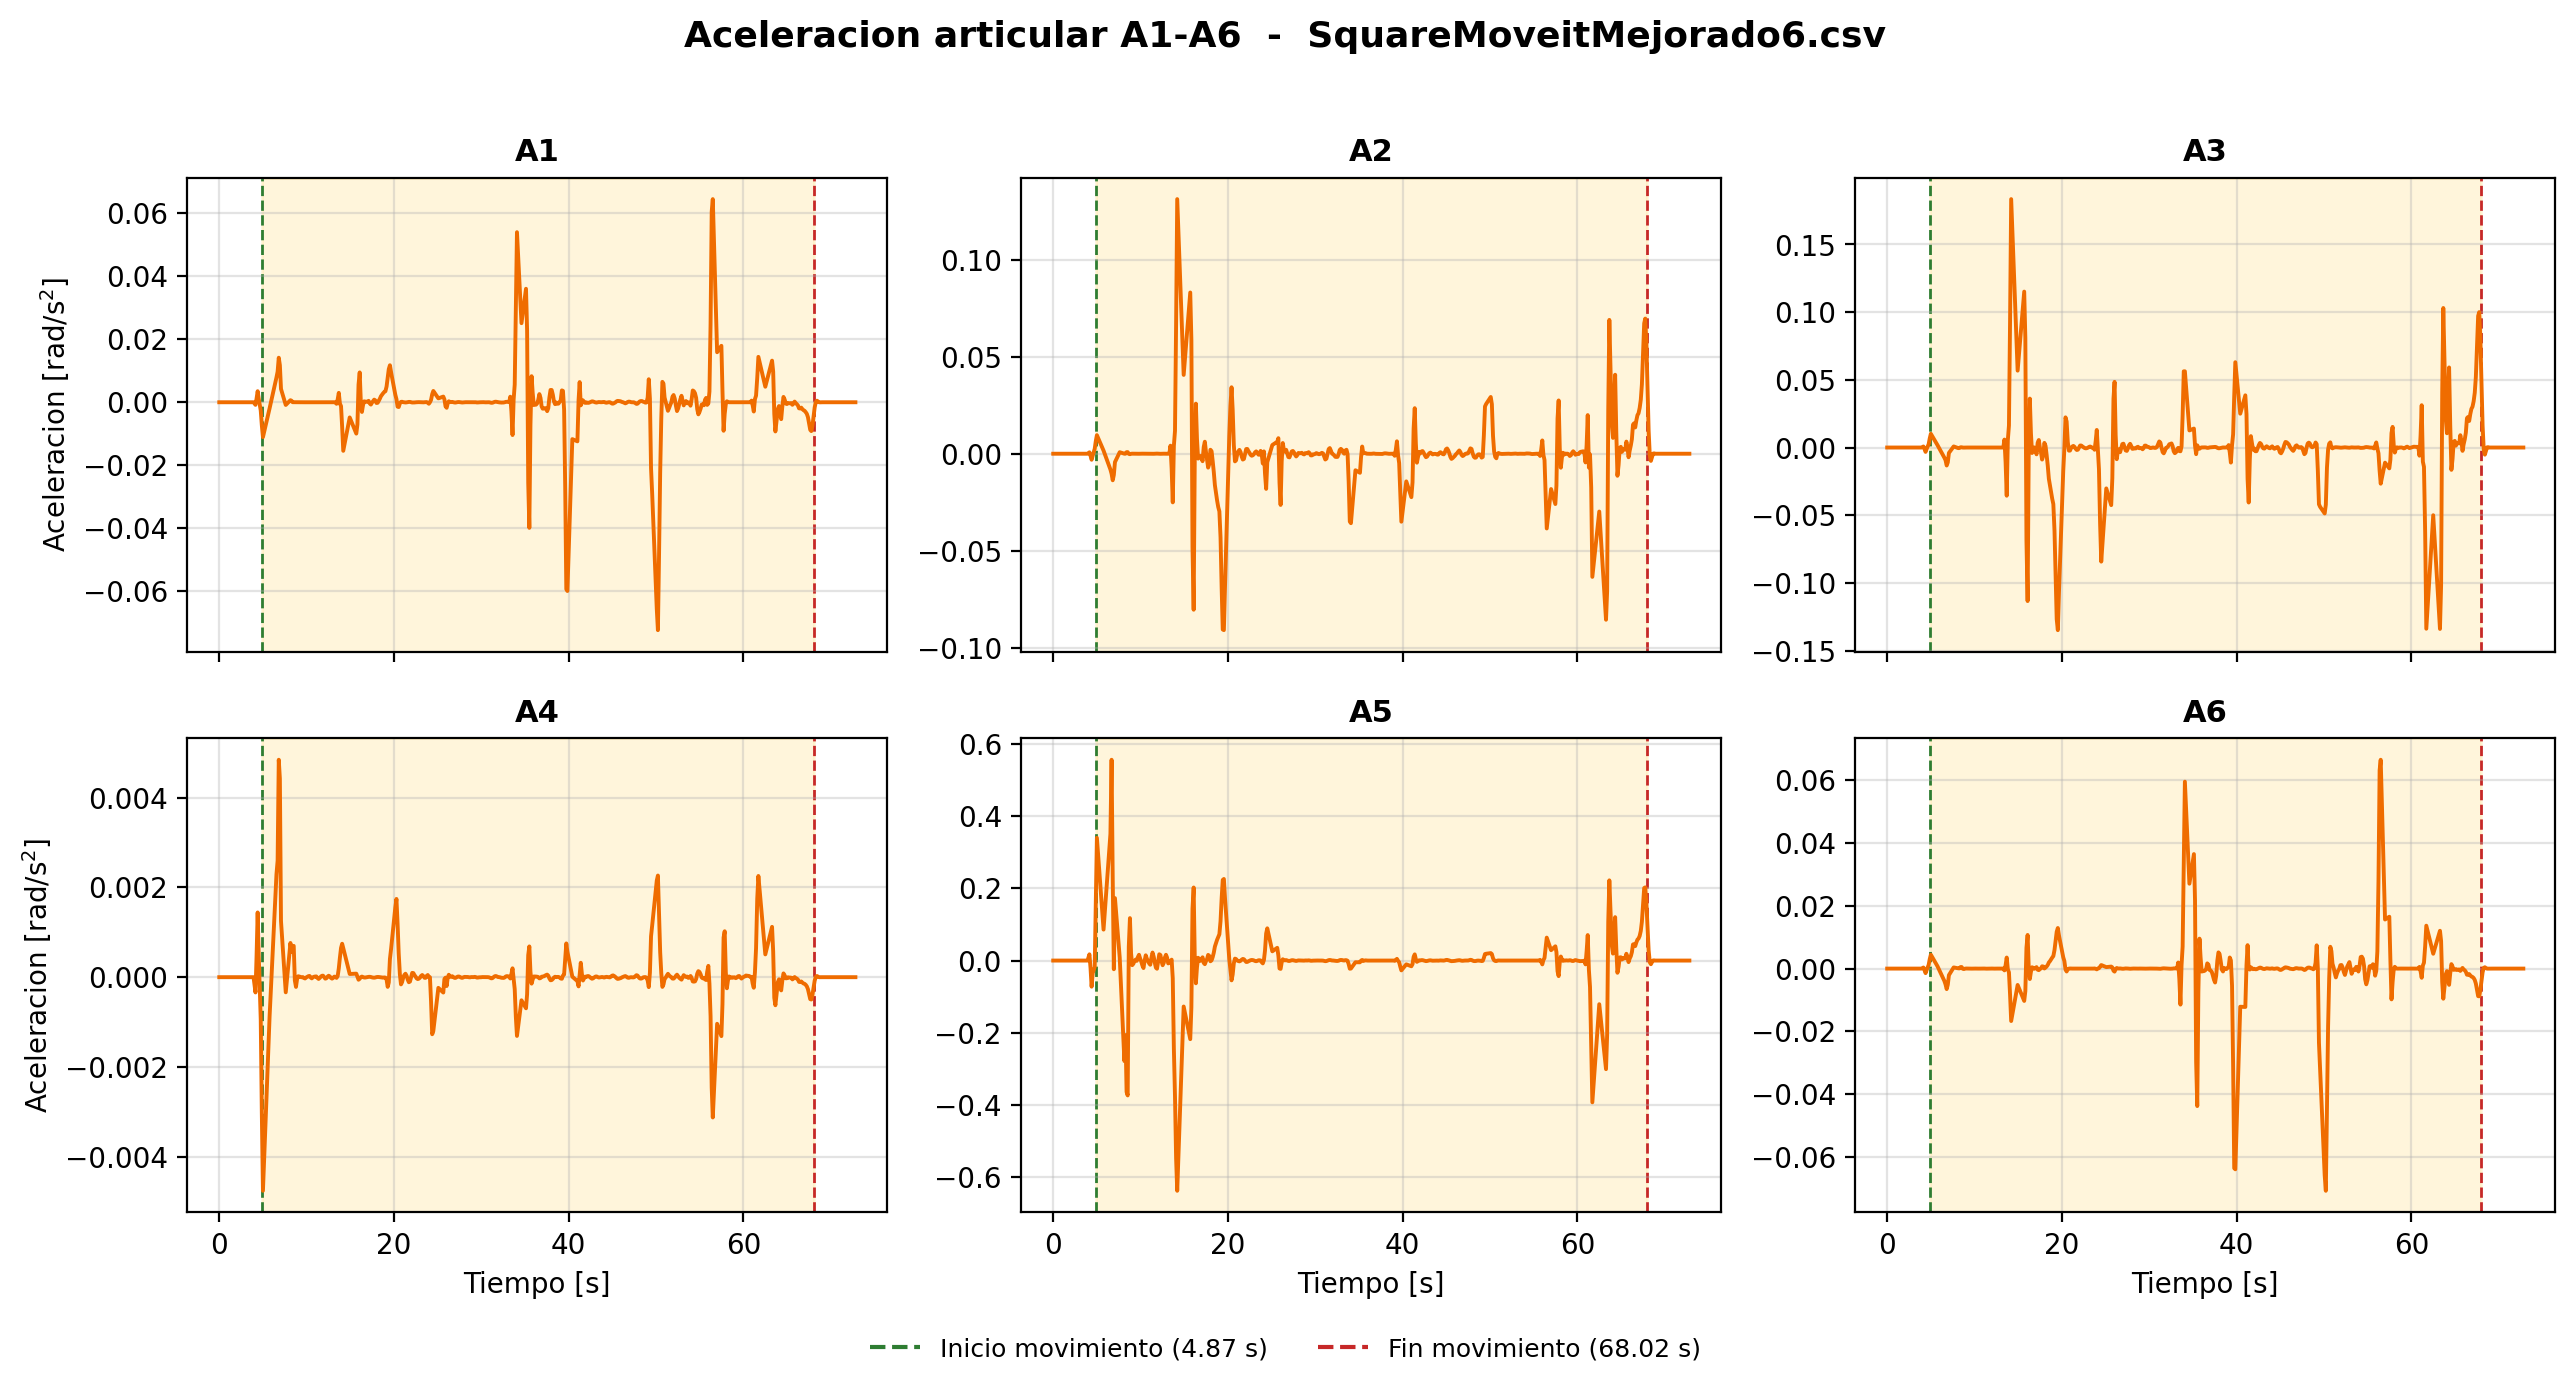 Aceleracion articular A1-A6  -  SquareMoveitMejorado6.csv
A1
A2
A3
Aceleracion [rad/s²]
0.06
0.04
0.02
0.00
−0.02
−0.04
−0.06
0.10
0.05
0.00
−0.05
−0.10
0.15
0.10
0.05
0.00
−0.05
−0.10
−0.15
A4
A5
A6
Aceleracion [rad/s²]
0.004
0.002
0.000
−0.002
−0.004
0.6
0.4
0.2
0.0
−0.2
−0.4
−0.6
0.06
0.04
0.02
0.00
−0.02
−0.04
−0.06
0 20 40 60
0 20 40 60
0 20 40 60
Tiempo [s]
Tiempo [s]
Tiempo [s]
Inicio movimiento (4.87 s)
Fin movimiento (68.02 s)